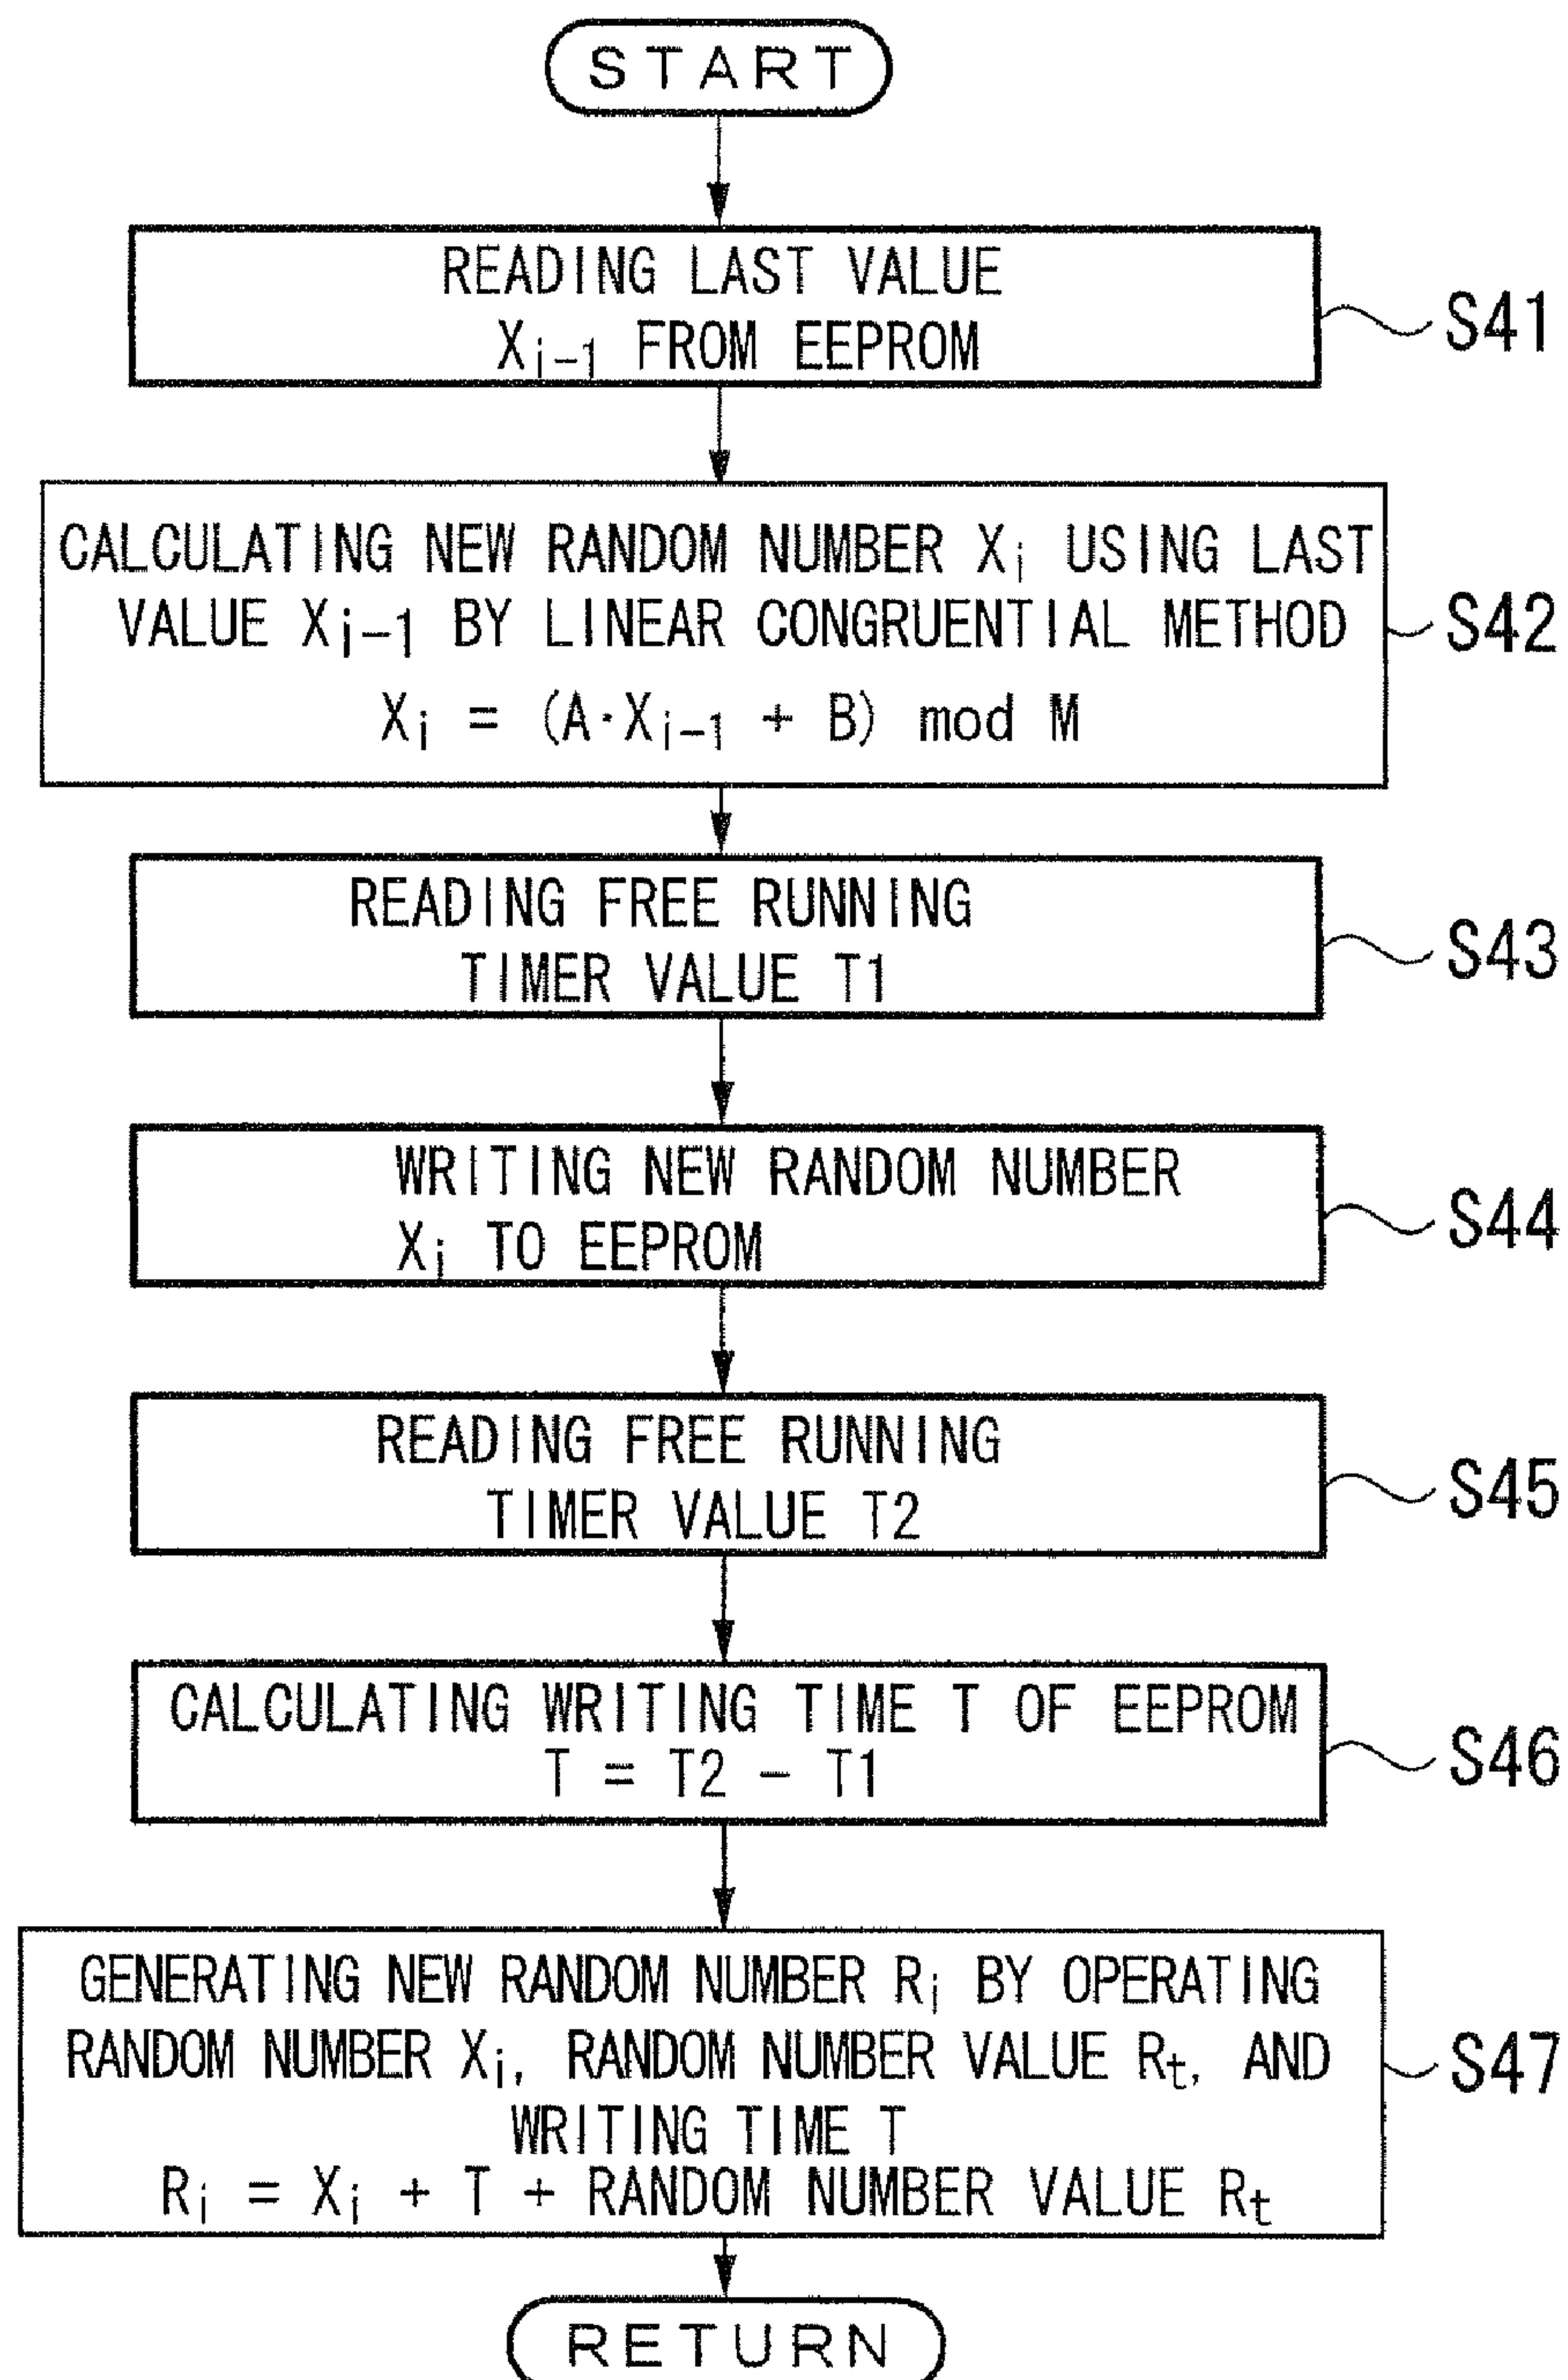 START
READING LAST VALUE
Xi-1 FROM EEPROM
S41
CALCULATING NEW RANDOM NUMBER Xi USING LAST
VALUE Xi-1 BY LINEAR CONGRUENTIAL METHOD
Xi = (A·Xi-1 + B) mod M
S42
READING FREE RUNNING
TIMER VALUE T1
S43
WRITING NEW RANDOM NUMBER
Xi TO EEPROM
S44
READING FREE RUNNING
TIMER VALUE T2
S45
CALCULATING WRITING TIME T OF EEPROM
T = T2 - T1
S46
GENERATING NEW RANDOM NUMBER Ri BY OPERATING
RANDOM NUMBER Xi, RANDOM NUMBER VALUE Rt, AND
WRITING TIME T
Ri = Xi + T + RANDOM NUMBER VALUE Rt
S47
RETURN